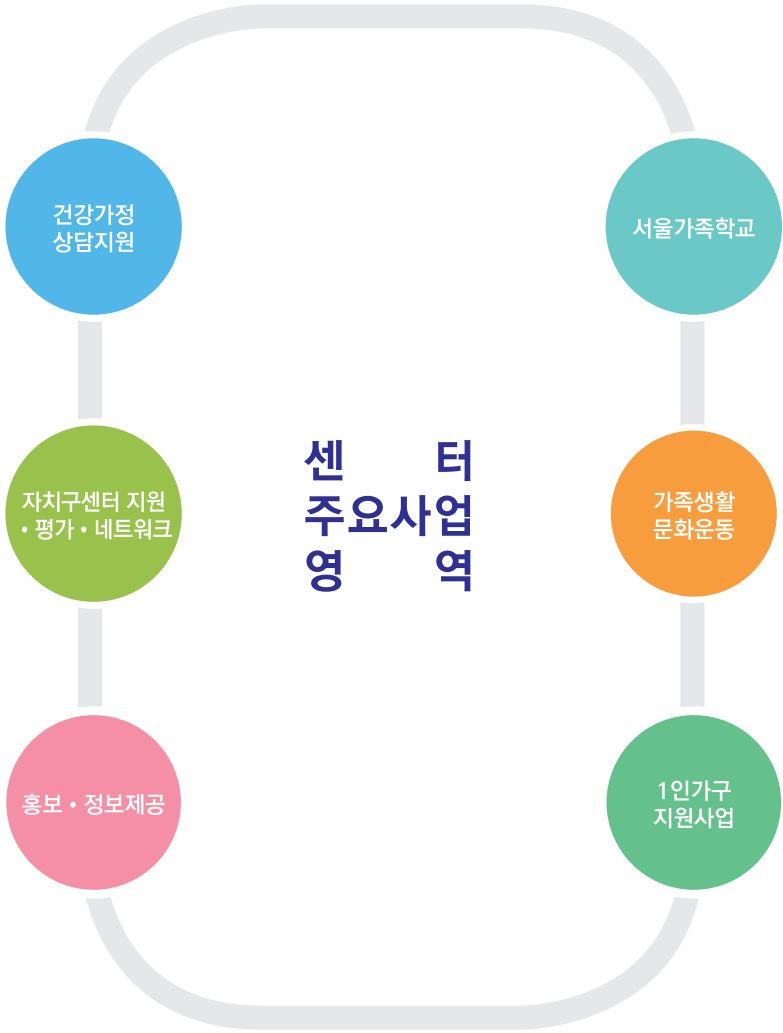 건강가정
상담지원
서울가족학교
센 터
주요사업
영 역
자치구센터 지원
• 평가 • 네트워크
가족생활
문화운동
홍보 • 정보제공
1인가구
지원사업